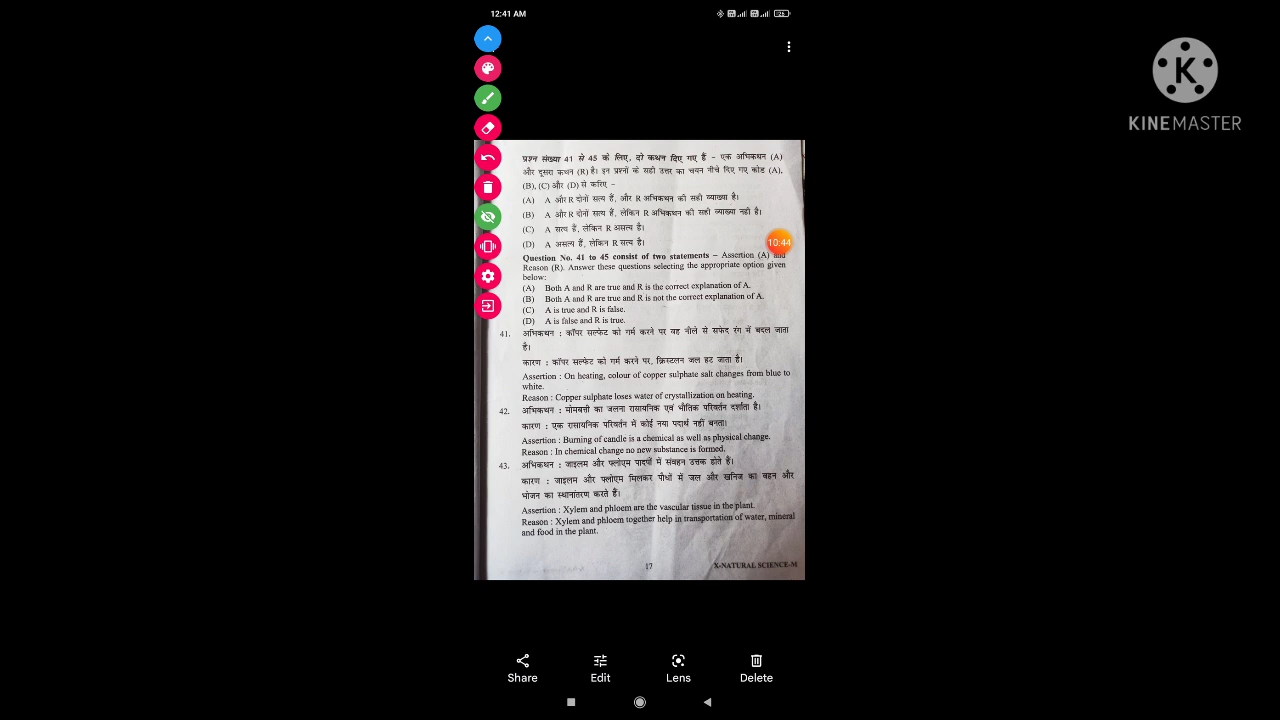 12:41 AM
KINEMASTER
प्रश्न संख्या 41 से 45 के लिए, दो कथन दिए गए हैं – एक अभिकथन (A)
और दूसरा कथन (R) है। इन प्रश्नों के सही उत्तर का चयन नीचे दिए गए कोड (A),
(B), (C) और (D) से करिए –
(A) A और R दोनों सत्य हैं, और R अभिकथन की सही व्याख्या है।
(B) A और R दोनों सत्य हैं, लेकिन R अभिकथन की सही व्याख्या नही है।
(C) A सत्य हैं, लेकिन R असत्य है।
(D) A असत्य हैं, लेकिन R सत्य है।
10:44
Question No. 41 to 45 consist of two statements – Assertion (A) and
Reason (R). Answer these questions selecting the appropriate option given
below:
(A) Both A and R are true and R is the correct explanation of A.
(B) Both A and R are true and R is not the correct explanation of A.
(C) A is true and R is false.
(D) A is false and R is true.
41. अभिकथन : कॉपर सल्फेट को गर्म करने पर वह नीले से सफेद रंग में बदल जाता
है।
कारण : कॉपर सल्फेट को गर्म करने पर, क्रिस्टलन जल हट जाता है।
Assertion : On heating, colour of copper sulphate salt changes from blue to
white.
Reason : Copper sulphate loses water of crystallization on heating.
42. अभिकथन : मोमबत्ती का जलना रासायनिक एवं भौतिक परिवर्तन दर्शाता है।
कारण : एक रासायनिक परिवर्तन में कोई नया पदार्थ नहीं बनता।
Assertion : Burning of candle is a chemical as well as physical change.
Reason : In chemical change no new substance is formed.
43. अभिकथन : जाइलम और फ्लोएम पादपों में संवहन उत्तक होते हैं।
कारण : जाइलम और फ्लोएम मिलकर पौधों में जल और खनिज का वहन और
भोजन का स्थानांतरण करते हैं।
Assertion : Xylem and phloem are the vascular tissue in the plant.
Reason : Xylem and phloem together help in transportation of water, mineral
and food in the plant.
17 X-NATURAL SCIENCE-M
Share Edit Lens Delete